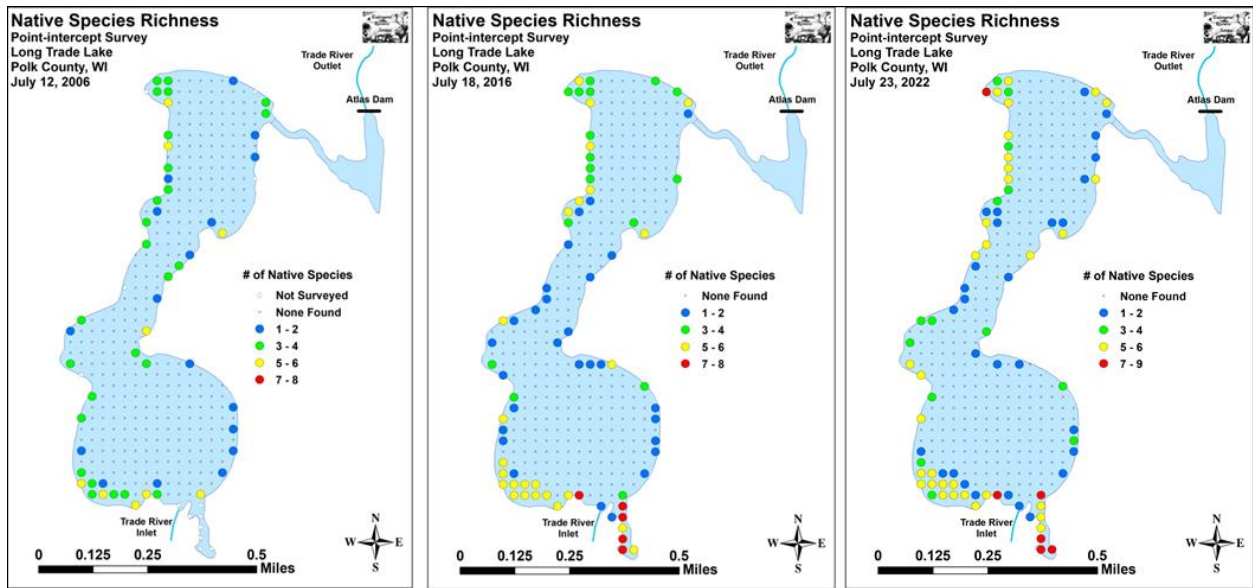 Native Species Richness
Point-intercept Survey
Long Trade Lake
Polk County, WI
July 12, 2006
Trade River
Outlet
Atlas Dam
# of Native Species
Not Surveyed
None Found
1 - 2
3 - 4
5 - 6
7 - 8
Trade River
Inlet
N
W E
S
0 0.125 0.25 0.5
Miles
Native Species Richness
Point-intercept Survey
Long Trade Lake
Polk County, WI
July 18, 2016
Trade River
Outlet
Atlas Dam
# of Native Species
None Found
1 - 2
3 - 4
5 - 6
7 - 8
Trade River
Inlet
N
W E
S
0 0.125 0.25 0.5
Miles
Native Species Richness
Point-intercept Survey
Long Trade Lake
Polk County, WI
July 23, 2022
Trade River
Outlet
Atlas Dam
# of Native Species
None Found
1 - 2
3 - 4
5 - 6
7 - 9
Trade River
Inlet
N
W E
S
0 0.125 0.25 0.5
Miles